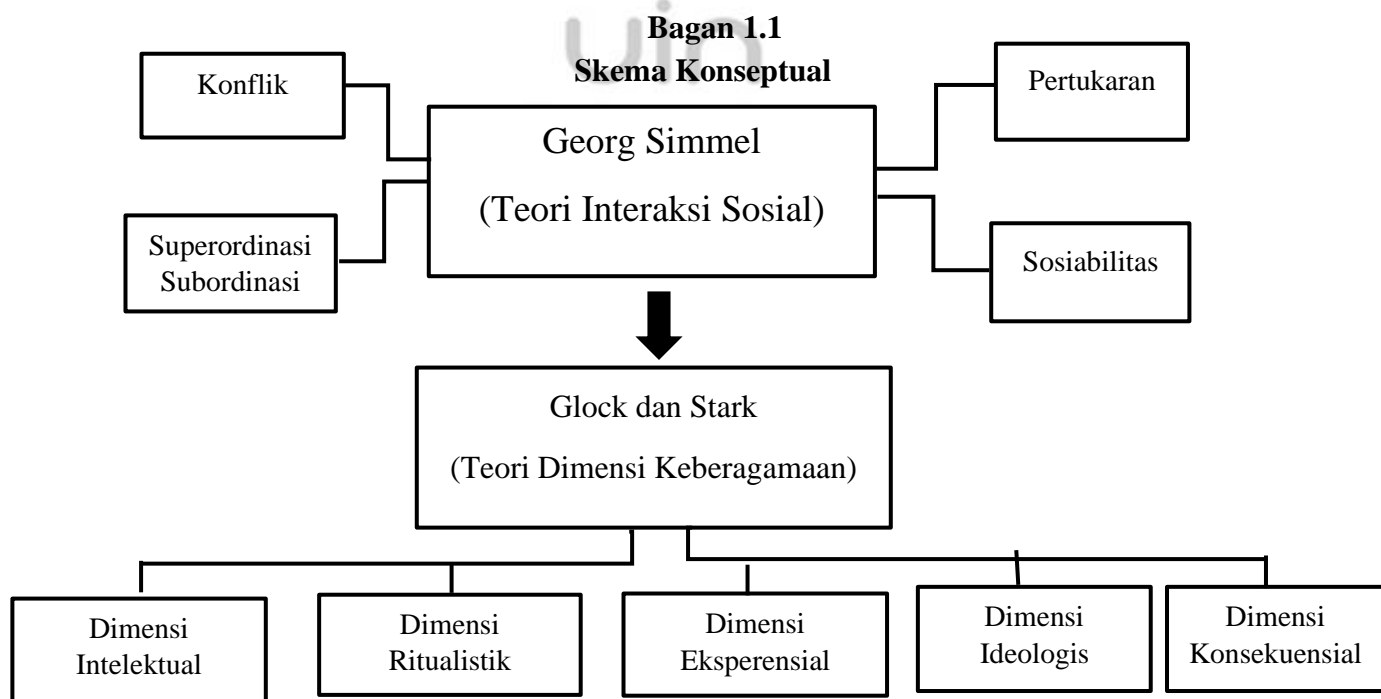 uin
Bagan 1.1
Skema Konseptual
Konflik
Pertukaran
Georg Simmel
(Teori Interaksi Sosial)
Superordinasi
Subordinasi
Sosiabilitas
Glock dan Stark
(Teori Dimensi Keberagamaan)
Dimensi
Intelektual
Dimensi
Ritualistik
Dimensi
Eksperensial
Dimensi
Ideologis
Dimensi
Konsekuensial